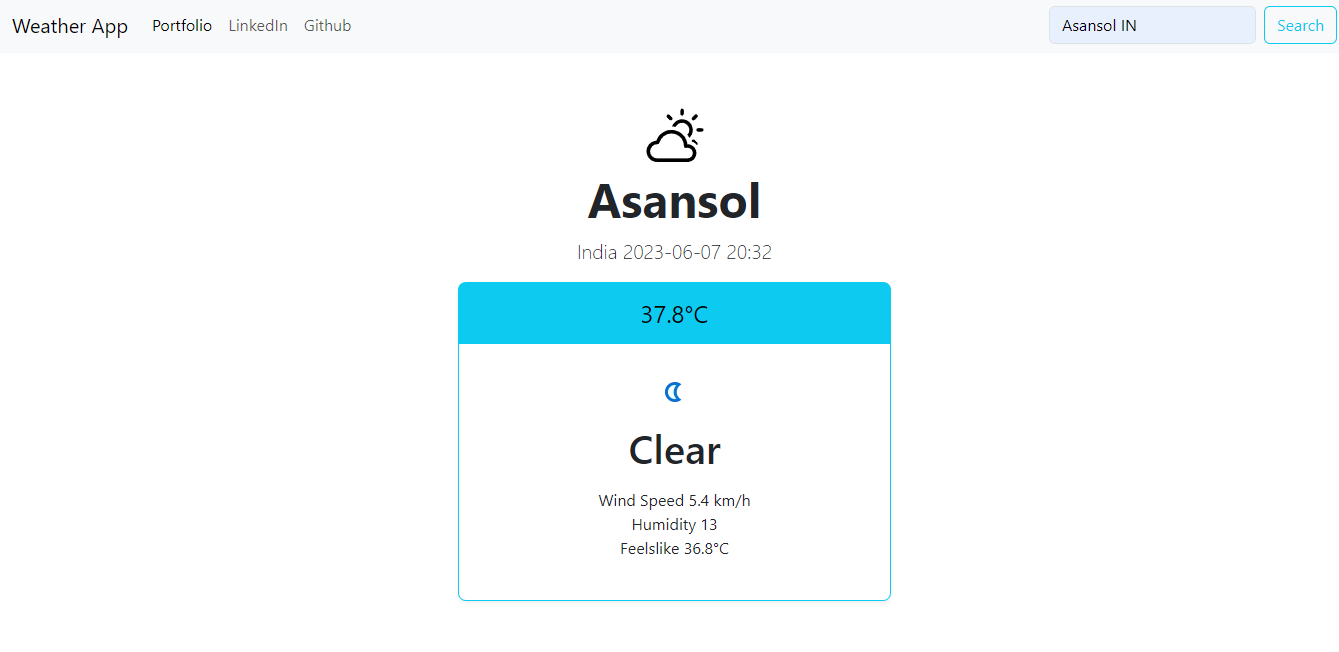 Weather App Portfolio LinkedIn Github Asansol IN Search
Asansol
India 2023-06-07 20:32
37.8°C
Clear
Wind Speed 5.4 km/h
Humidity 13
Feelslike 36.8°C